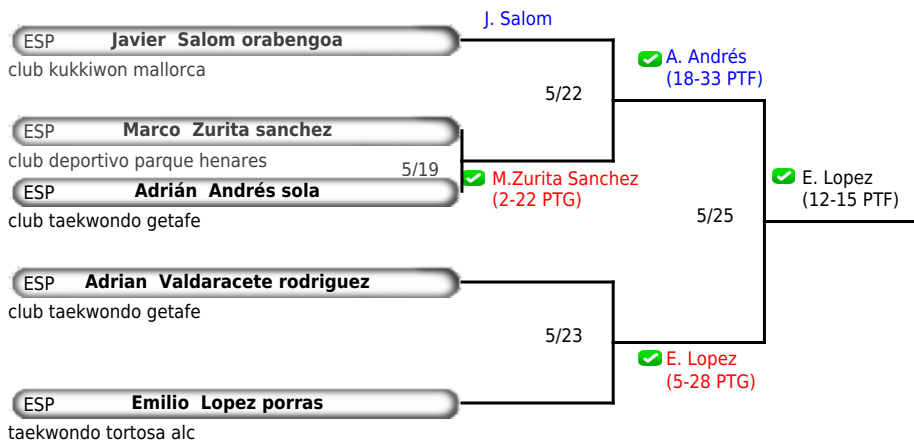 J. Salom
ESP Javier Salom orabengoa
club kukkiwon mallorca
A. Andrés
(18-33 PTF)
5/22
ESP Marco Zurita sanchez
club deportivo parque henares
5/19
M.Zurita Sanchez
(2-22 PTG)
ESP Adrián Andrés sola
club taekwondo getafe
E. Lopez
(12-15 PTF)
5/25
ESP Adrian Valdaracete rodriguez
club taekwondo getafe
5/23
E. Lopez
(5-28 PTG)
ESP Emilio Lopez porras
taekwondo tortosa alc